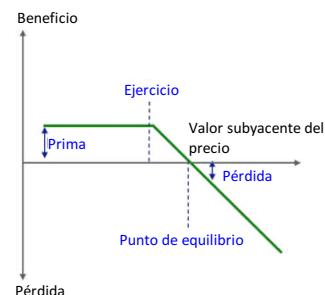 Beneficio
Ejercicio
Valor subyacente del
precio
Prima
Pérdida
Punto de equilibrio
Pérdida